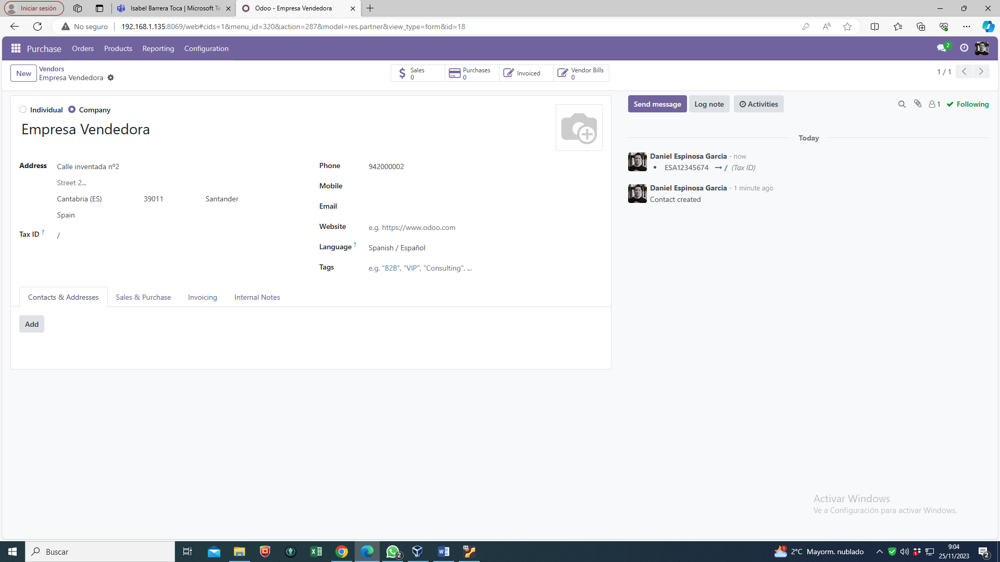 Iniciar sesión
Isabel Barrera Toca | Microsoft Te
Odoo - Empresa Vendedora
No seguro
192.168.1.135:8069/web#cids=1&menu_id=320&action=287&model=res.partner&view_type=form&id=18
Purchase Orders Products Reporting Configuration
2
New
Vendors
Empresa Vendedora
Sales
0
Purchases
0
Invoiced
Vendor Bills
0
1 / 1
Individual Company
Empresa Vendedora
Address Calle inventada nº2
Street 2...
Cantabria (ES) 39011 Santander
Spain
Tax ID ? /
Phone 942000002
Mobile
Email
Website e.g. https://www.odoo.com
Language ? Spanish / Español
Tags e.g. "B2B", "VIP", "Consulting", ...
Contacts & Addresses Sales & Purchase Invoicing Internal Notes
Add
Send message Log note Activities
1 Following
Today
Daniel Espinosa Garcia - now
• ESA12345674 → / (Tax ID)
Daniel Espinosa Garcia - 1 minute ago
Contact created
Activar Windows
Ve a Configuración para activar Windows.
Buscar
2
64
1
2°C Mayorm. nublado
1
9:04
25/11/2023
2